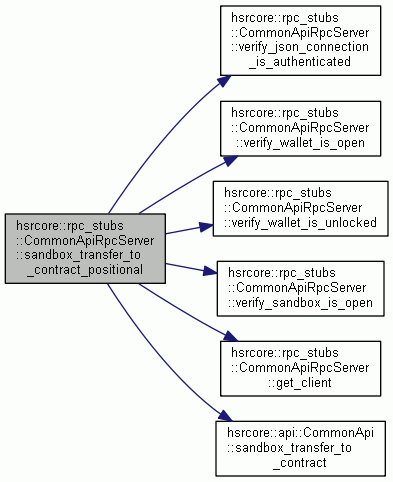 hsrcore::rpc_stubs
::CommonApiRpcServer
::verify_json_connection
_is_authenticated
hsrcore::rpc_stubs
::CommonApiRpcServer
::verify_wallet_is_open
hsrcore::rpc_stubs
::CommonApiRpcServer
::verify_wallet_is_unlocked
hsrcore::rpc_stubs
::CommonApiRpcServer
::sandbox_transfer_to
_contract_positional
hsrcore::rpc_stubs
::CommonApiRpcServer
::verify_sandbox_is_open
hsrcore::rpc_stubs
::CommonApiRpcServer
::get_client
hsrcore::api::CommonApi
::sandbox_transfer_to
_contract